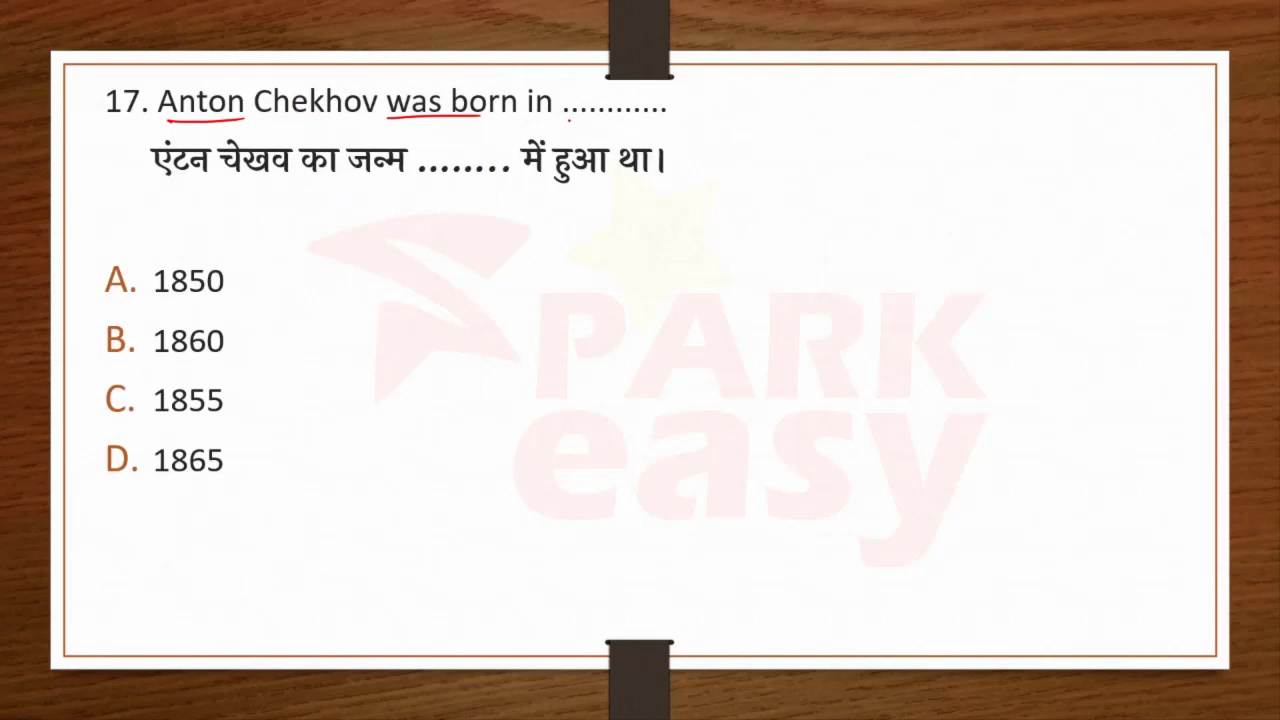 17. Anton Chekhov was born in ............
एंटन चेखव का जन्म ........ में हुआ था।
A. 1850
B. 1860
C. 1855
D. 1865
SPARK
easy